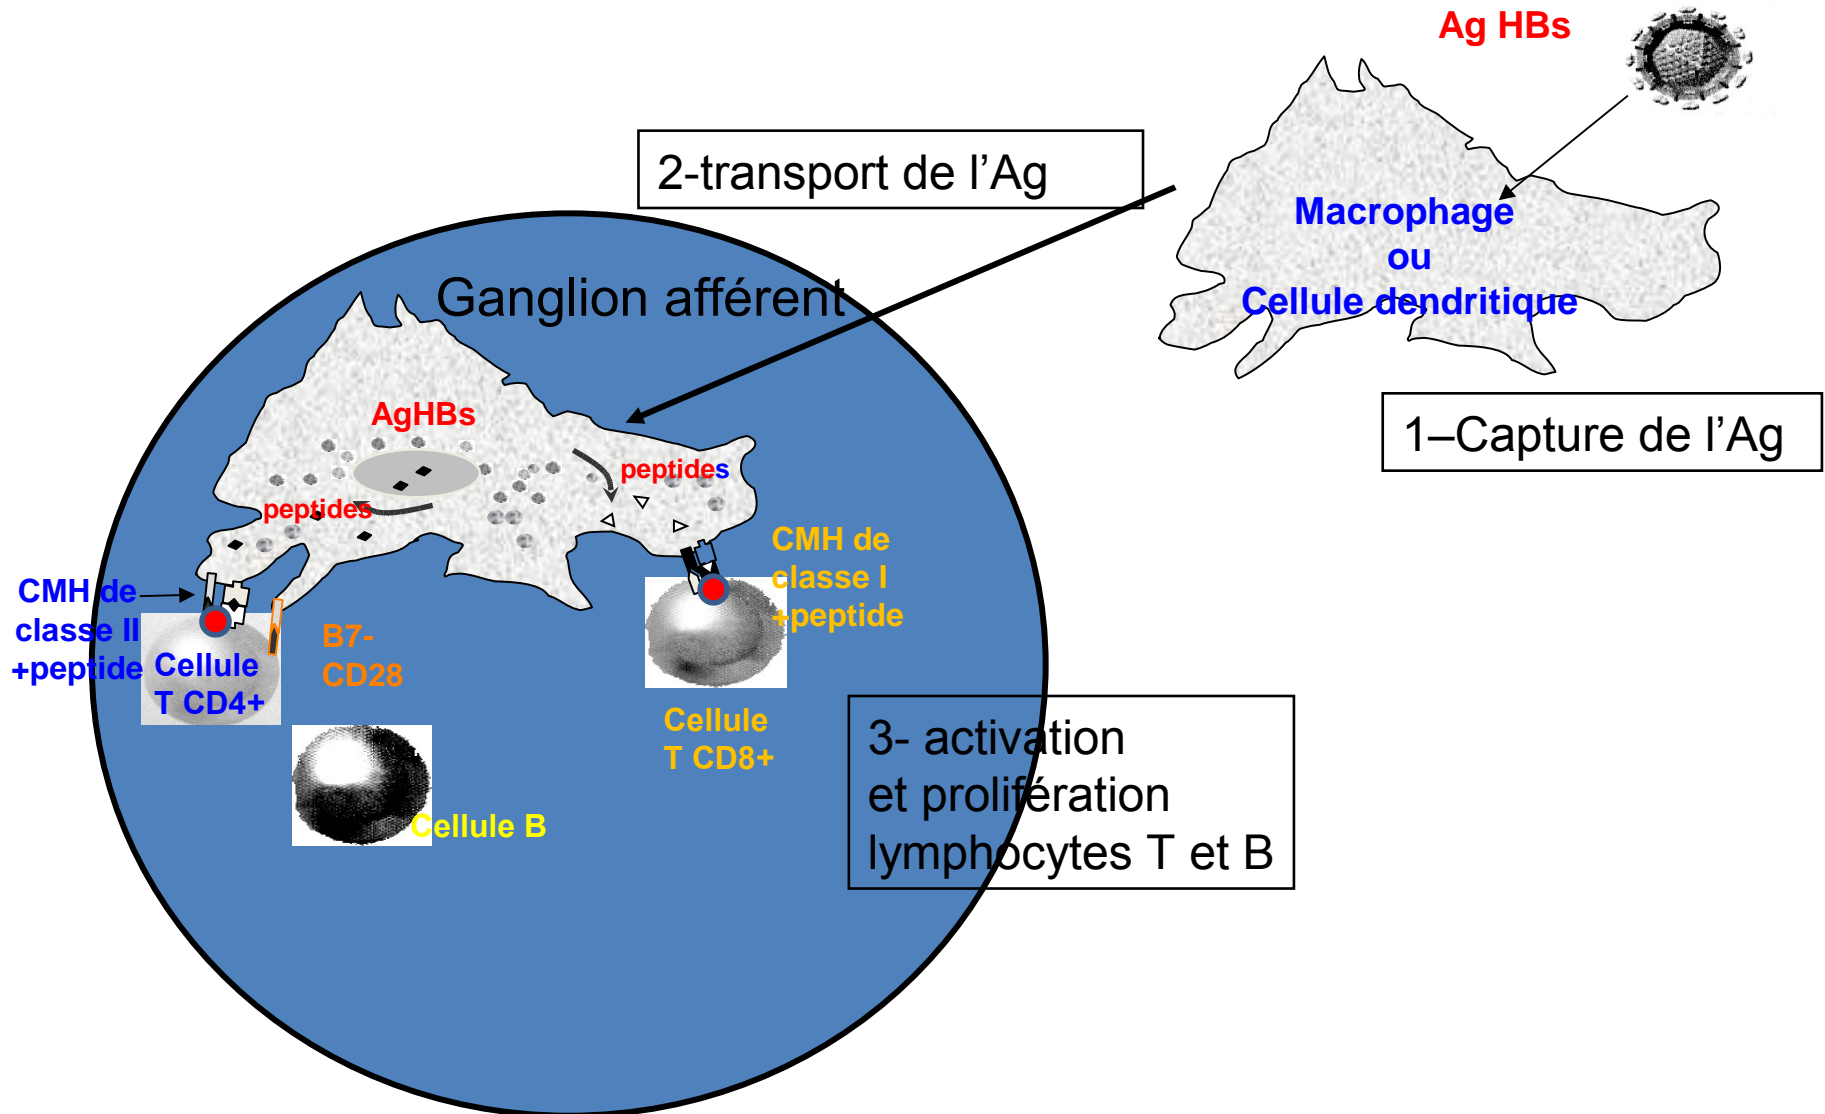 Ag HBs
Macrophage
ou
Cellule dendritique
1–Capture de l’Ag
2-transport de l’Ag
Ganglion afférent
AgHBs
peptides
peptides
CMH de
classe II
+peptide
Cellule
T CD4+
B7-
CD28
Cellule B
CMH de
classe I
+peptide
Cellule
T CD8+
3- activation
et prolifération
lymphocytes T et B